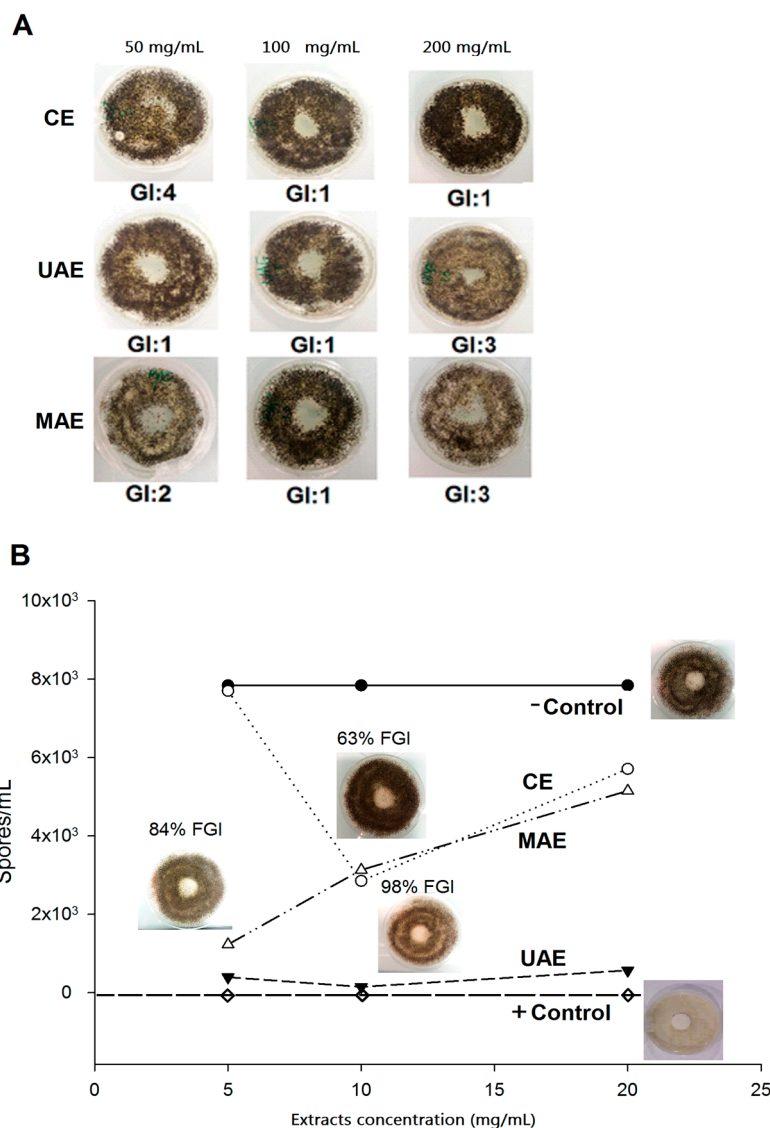 A
50 mg/mL 100 mg/mL 200 mg/mL
CE
GI:4 GI:1 GI:1
UAE
GI:1 GI:1 GI:3
MAE
GI:2 GI:1 GI:3
B
10x10³
8x10³
6x10³
4x10³
2x10³
0
Spores/mL
- Control
63% FGI
CE
MAE
84% FGI
98% FGI
UAE
+ Control
0 5 10 15 20 25
Extracts concentration (mg/mL)